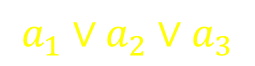 a₁ ∨ a₂ ∨ a₃